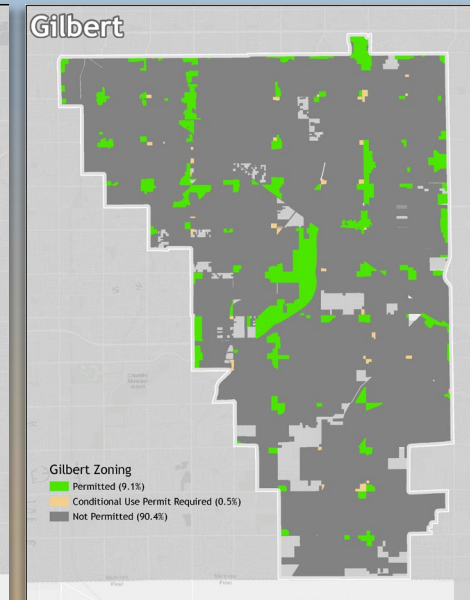 Gilbert
Gilbert Zoning
Permitted (9.1%)
Conditional Use Permit Required (0.5%)
Not Permitted (90.4%)